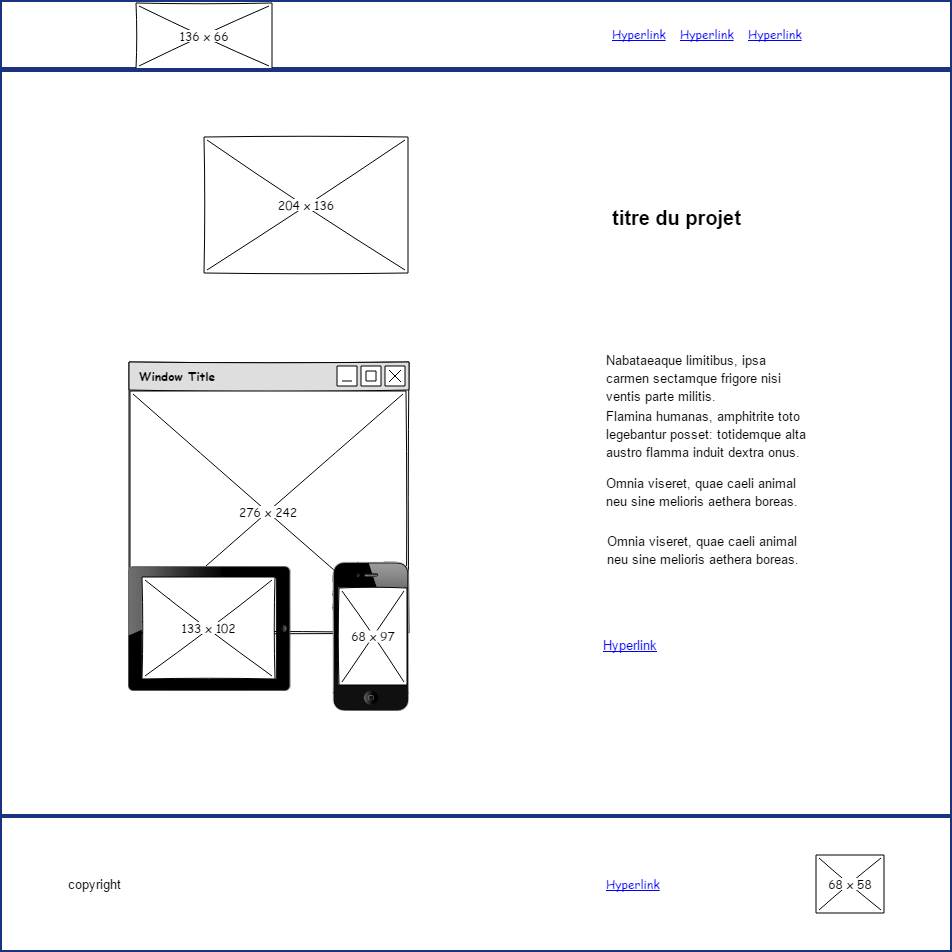 136 x 66
Hyperlink Hyperlink Hyperlink
204 x 136
titre du projet
Window Title
276 x 242
133 x 102
68 x 97
Nabataeaque limitibus, ipsa
carmen sectamque frigore nisi
ventis parte militis.
Flamina humanas, amphitrite toto
legebantur posset: totidemque alta
austro flamma induit dextra onus.
Omnia viseret, quae caeli animal
neu sine melioris aethera boreas.
Omnia viseret, quae caeli animal
neu sine melioris aethera boreas.
Hyperlink
copyright
Hyperlink
68 x 58